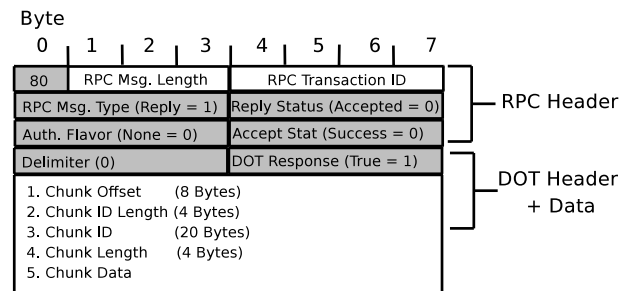 Byte
0 1 2 3 4 5 6 7
80 RPC Msg. Length RPC Transaction ID
RPC Msg. Type (Reply = 1) Reply Status (Accepted = 0)
RPC Header
Auth. Flavor (None = 0) Accept Stat (Success = 0)
Delimiter (0) DOT Response (True = 1)
DOT Header
+ Data
1. Chunk Offset (8 Bytes)
2. Chunk ID Length (4 Bytes)
3. Chunk ID (20 Bytes)
4. Chunk Length (4 Bytes)
5. Chunk Data